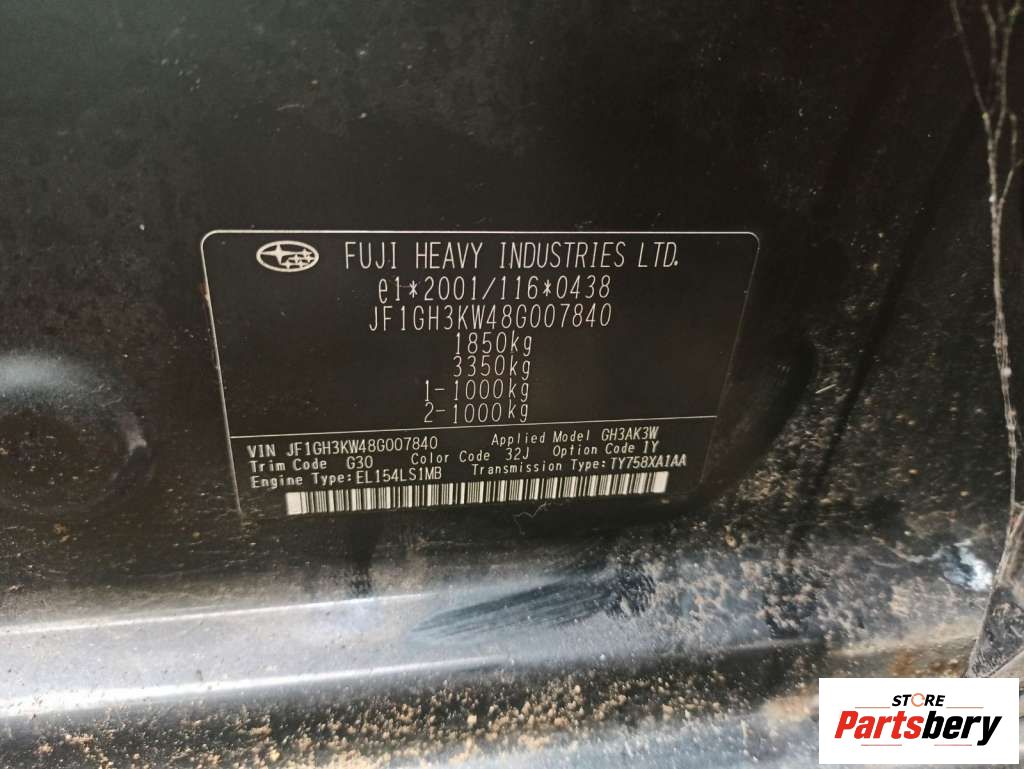 FUJI HEAVY INDUSTRIES LTD.
e1*2001/116*0438
JF1GH3KW48G007840
1850kg
3350kg
1-1000kg
2-1000kg
VIN JF1GH3KW48G007840 Applied Model GH3AK3W
Trim Code G30 Color Code 32J Option Code 1Y
Engine Type:EL154LS1MB Transmission Type:TY758XA1AA
STORE
Partsbery